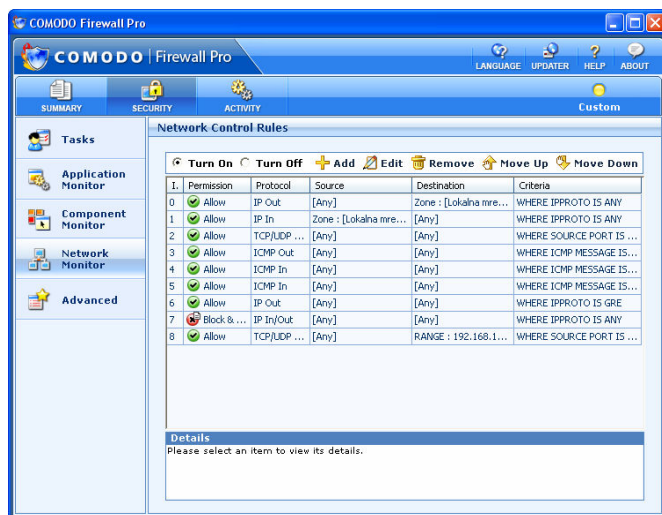 COMODO Firewall Pro
COMODO Firewall Pro
LANGUAGE UPDATER HELP ABOUT
SUMMARY SECURITY ACTIVITY Custom
Tasks
Application Monitor
Component Monitor
Network Monitor
Advanced
Network Control Rules
Turn On Turn Off Add Edit Remove Move Up Move Down
I. Permission Protocol Source Destination Criteria
0 Allow IP Out [Any] Zone : [Lokalna mre... WHERE IPPROTO IS ANY
1 Allow IP In Zone : [Lokalna mre... [Any] WHERE IPPROTO IS ANY
2 Allow TCP/UDP ... [Any] [Any] WHERE SOURCE PORT IS ...
3 Allow ICMP Out [Any] [Any] WHERE ICMP MESSAGE IS...
4 Allow ICMP In [Any] [Any] WHERE ICMP MESSAGE IS...
5 Allow ICMP In [Any] [Any] WHERE ICMP MESSAGE IS...
6 Allow IP Out [Any] [Any] WHERE IPPROTO IS GRE
7 Block & ... IP In/Out [Any] [Any] WHERE IPPROTO IS ANY
8 Allow TCP/UDP ... [Any] RANGE : 192.168.1... WHERE SOURCE PORT IS ...
Details
Please select an item to view its details.